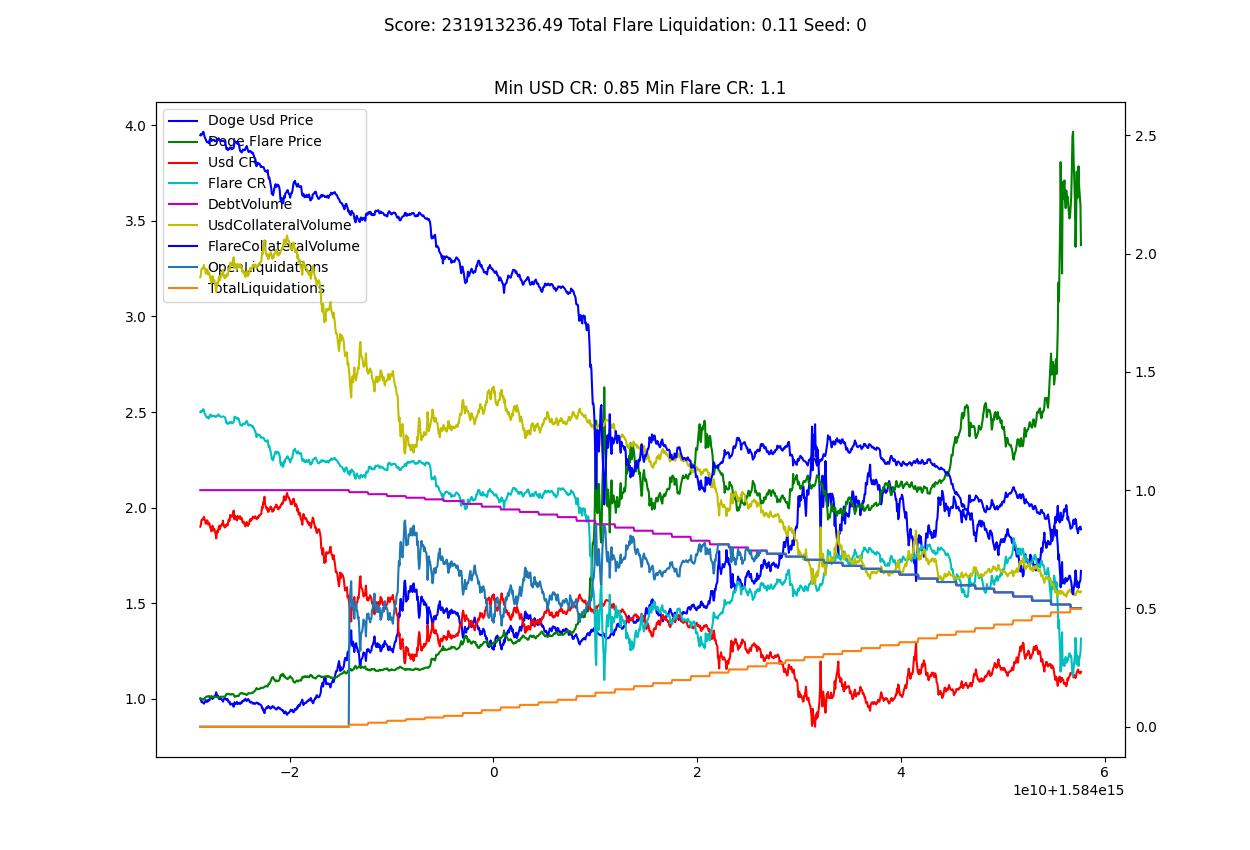 Score: 231913236.49 Total Flare Liquidation: 0.11 Seed: 0
Min USD CR: 0.85 Min Flare CR: 1.1
Doge Usd Price
Doge Flare Price
Usd CR
Flare CR
DebtVolume
UsdCollateralVolume
FlareCollateralVolume
OpenLiquidations
TotalLiquidations
4.0
3.5
3.0
2.5
2.0
1.5
1.0
2.5
2.0
1.5
1.0
0.5
0.0
−2
0
2
4
6
1e10+1.584e15